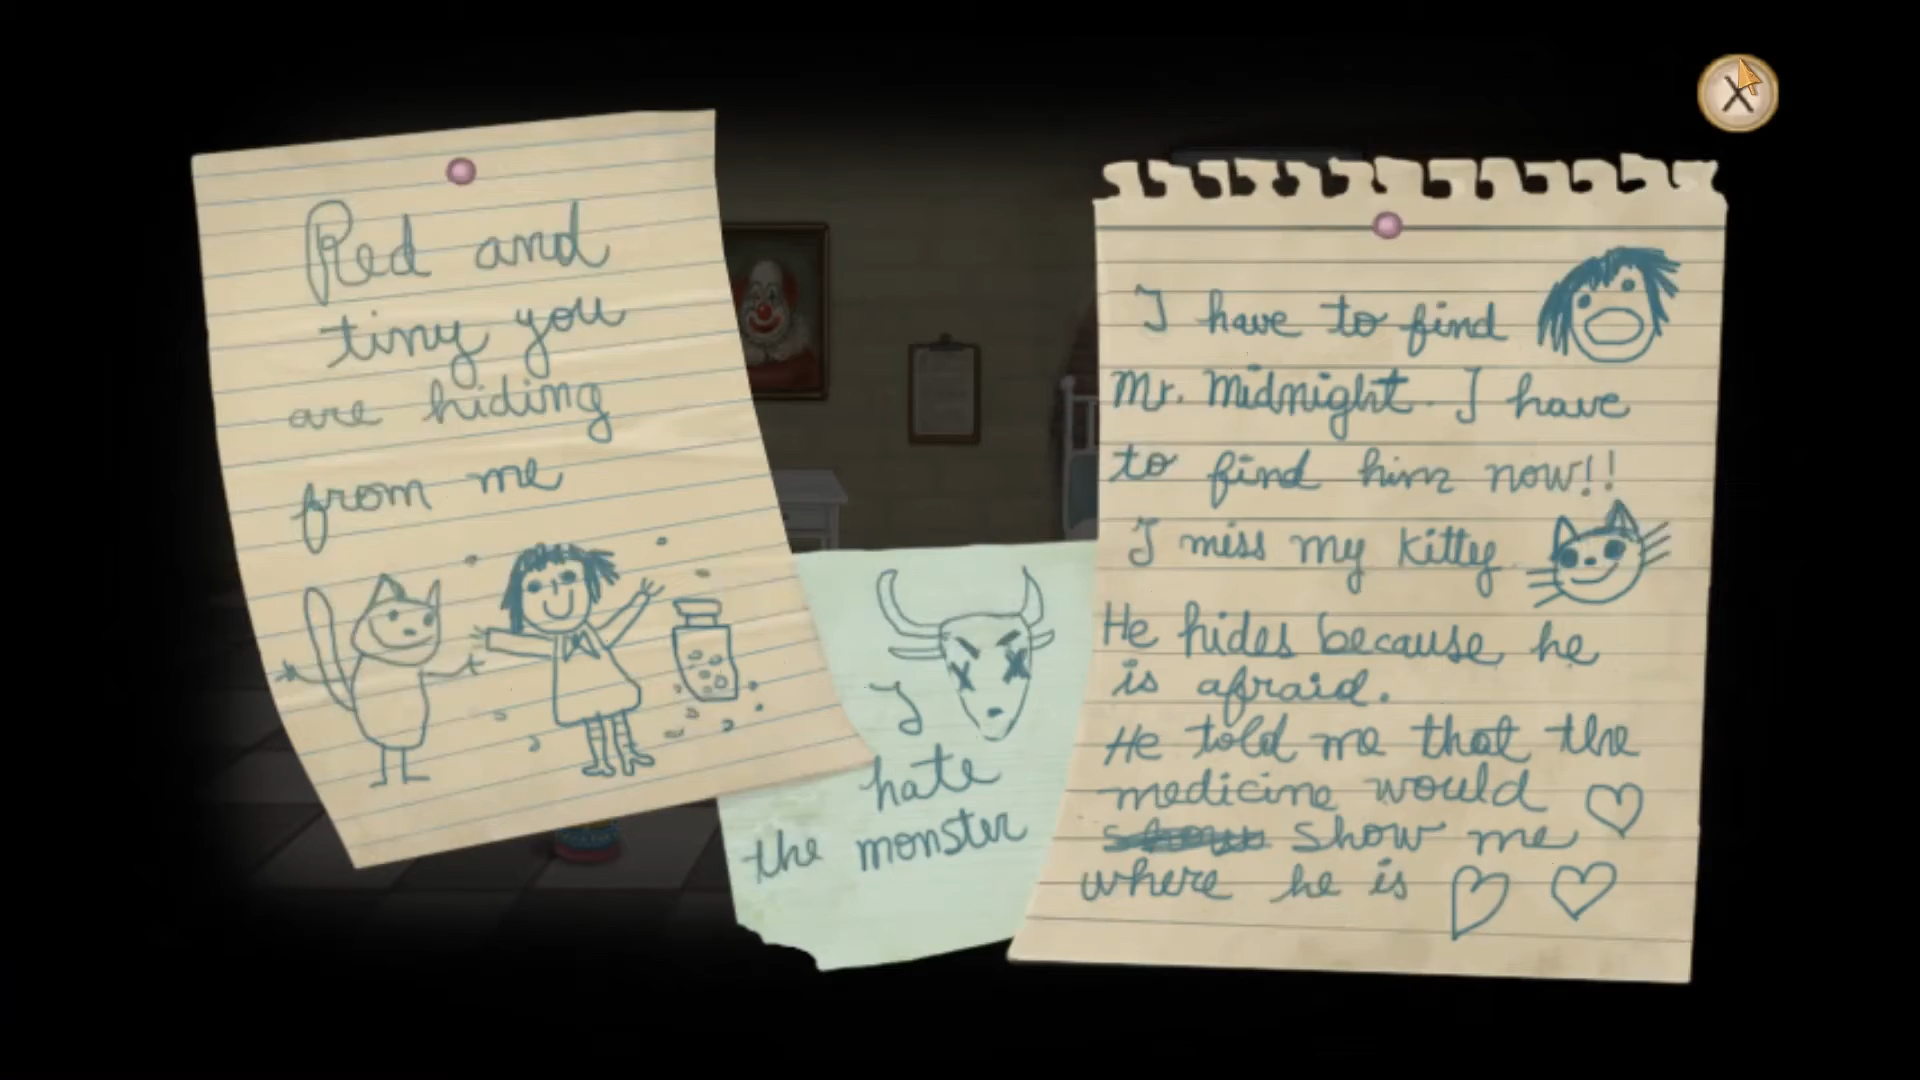 Red and
tiny you
are hiding
from me
I
hate
the monster
I have to find
Mr. Midnight. I have
to find him now!!
I miss my Kitty
He hides because he
is afraid.
He told me that the
medicine would
show me
where he is
X